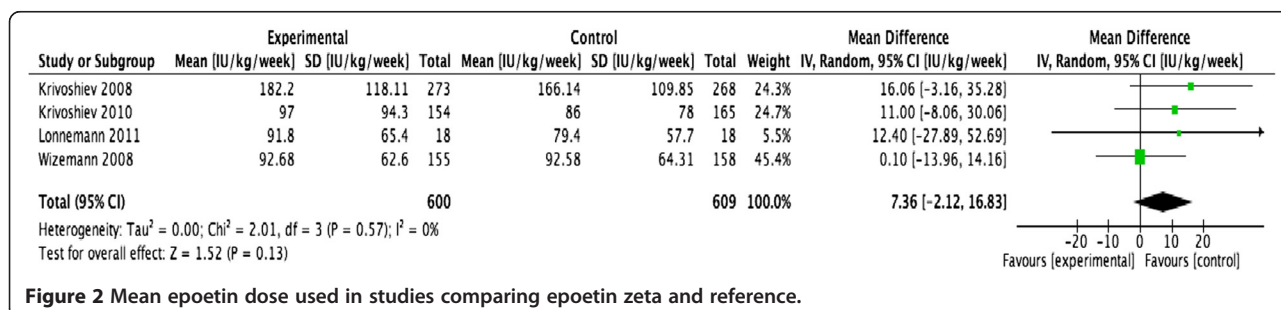 Experimental Control Mean Difference Mean Difference
Study or Subgroup Mean [IU/kg/week] SD [IU/kg/week] Total Mean [IU/kg/week] SD [IU/kg/week] Total Weight IV, Random, 95% CI [IU/kg/week] IV, Random, 95% CI [IU/kg/week]
Krivoshiev 2008 182.2 118.11 273 166.14 109.85 268 24.3% 16.06 [-3.16, 35.28]
Krivoshiev 2010 97 94.3 154 86 78 165 24.7% 11.00 [-8.06, 30.06]
Lonnemann 2011 91.8 65.4 18 79.4 57.7 18 5.5% 12.40 [-27.89, 52.69]
Wizemann 2008 92.68 62.6 155 92.58 64.31 158 45.4% 0.10 [-13.96, 14.16]
Total (95% CI) 600 609 100.0% 7.36 [-2.12, 16.83]
Heterogeneity: Tau² = 0.00; Chi² = 2.01, df = 3 (P = 0.57); I² = 0%
Test for overall effect: Z = 1.52 (P = 0.13)
-20 -10 0 10 20
Favours [experimental] Favours [control]
Figure 2 Mean epoetin dose used in studies comparing epoetin zeta and reference.